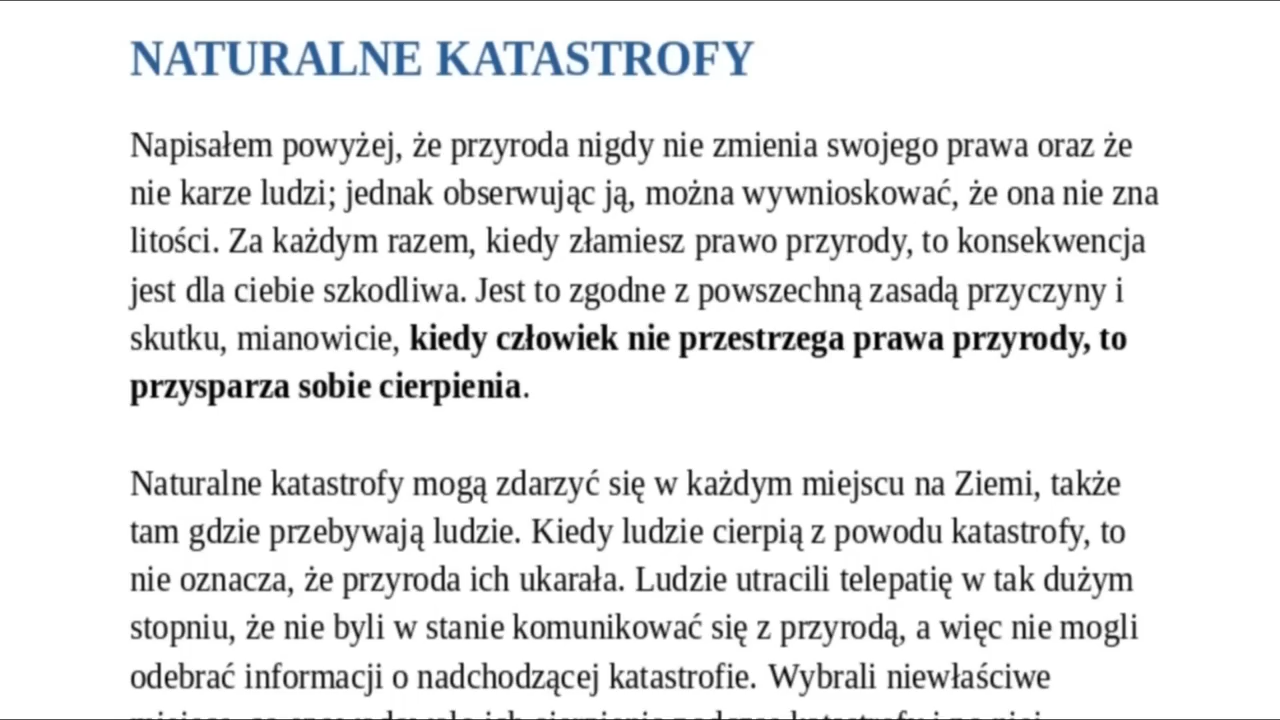 NATURALNE KATASTROFY
Napisałem powyżej, że przyroda nigdy nie zmienia swojego prawa oraz że
nie karze ludzi; jednak obserwując ją, można wywnioskować, że ona nie zna
litości. Za każdym razem, kiedy złamiesz prawo przyrody, to konsekwencja
jest dla ciebie szkodliwa. Jest to zgodne z powszechną zasadą przyczyny i
skutku, mianowicie, kiedy człowiek nie przestrzega prawa przyrody, to
przysparza sobie cierpienia.
Naturalne katastrofy mogą zdarzyć się w każdym miejscu na Ziemi, także
tam gdzie przebywają ludzie. Kiedy ludzie cierpią z powodu katastrofy, to
nie oznacza, że przyroda ich ukarała. Ludzie utracili telepatię w tak dużym
stopniu, że nie byli w stanie komunikować się z przyrodą, a więc nie mogli
odebrać informacji o nadchodzącej katastrofie. Wybrali niewłaściwe